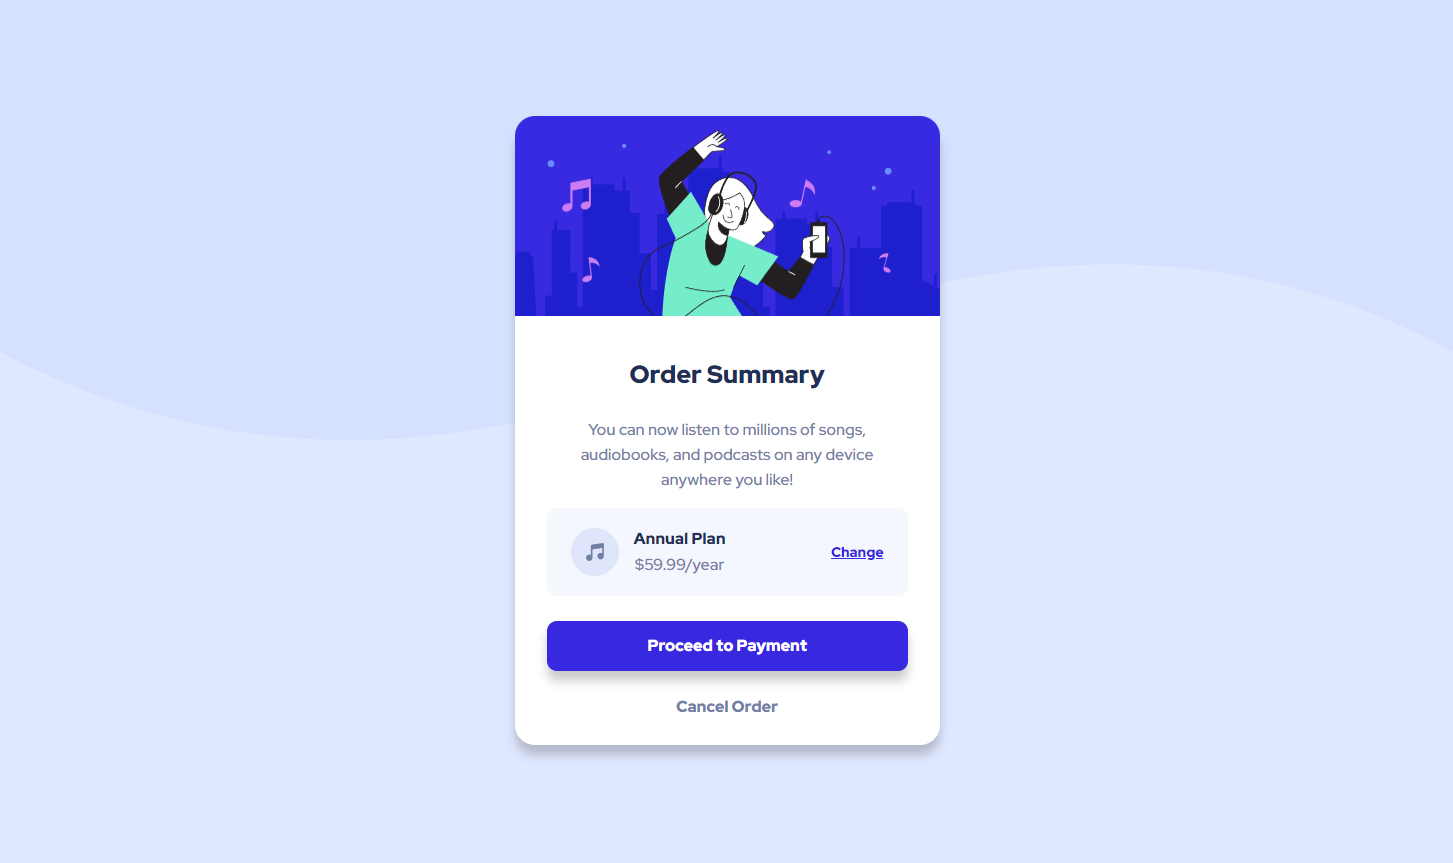 Order Summary
You can now listen to millions of songs,
audiobooks, and podcasts on any device
anywhere you like!
Annual Plan
$59.99/year
Change
Proceed to Payment
Cancel Order